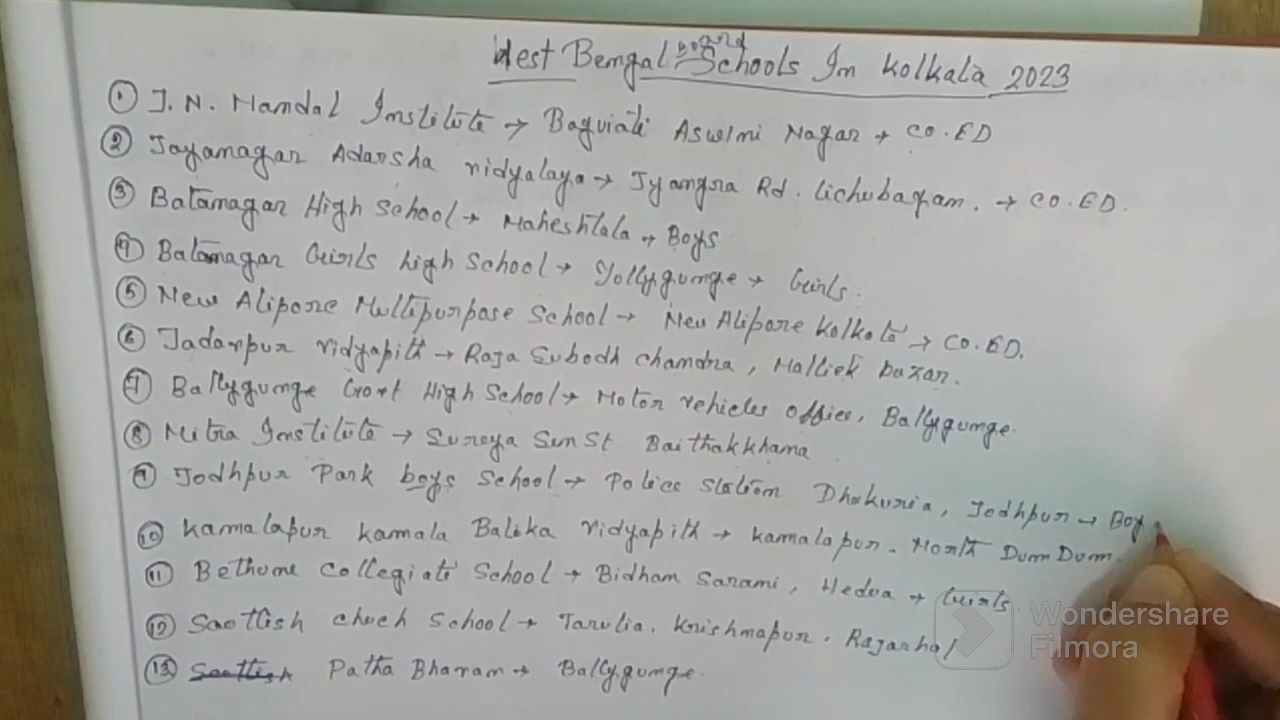 West Bengal Board Schools In Kolkata 2023
① J. N. Mandal Institute → Baguiati Aswini Nagar → CO.ED
② Jayanagar Adarsha vidyalaya → Jyangra Rd. Lichubagan. → CO.ED.
③ Batanagar High School → Maheshtala → Boys
④ Batanagar Girls high School → Gollygunge → Girls.
⑤ New Alipore Multipurpose School → New Alipore Kolkata → CO.ED.
⑥ Jadavpur vidyapith → Raja Subodh chandra, Mallick bazar.
⑦ Ballygunge Govt High School → Motor vehicles office, Ballygunge.
⑧ Mitra Institute → Sureya Sen St Baithakkhana
⑨ Jodhpur Park boys School → Police Station Dhakuria, Jodhpur → Boy
⑩ Kamalapur Kamala Balika Vidyapith → Kamalapur. North Dum Dum.
⑪ Bethune Collegiate School → Bidhan Sarani, Hedua → Girls
⑫ Scottish chuch School → Tarulia, Krishnapur, Rajarhat
⑬ Patha Bhavan → Ballygunge.
Wondershare
Filmora